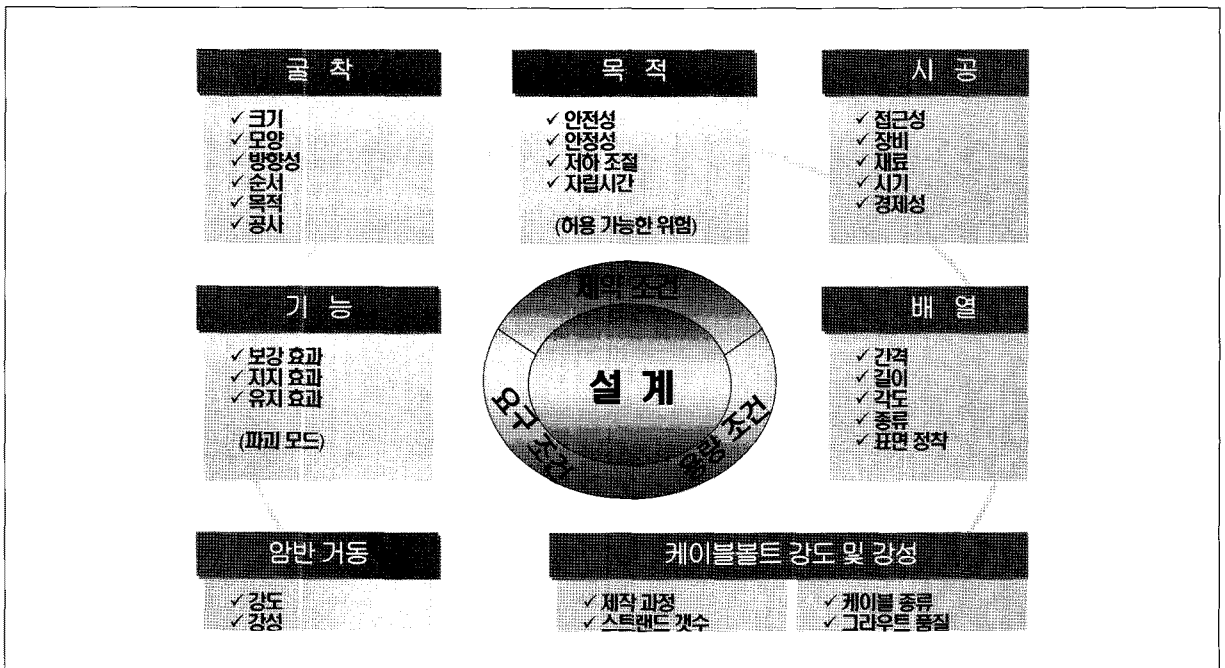 굴 착
✓ 크기
✓ 모양
✓ 방향성
✓ 순서
✓ 목적
✓ 공사
목 적
✓ 안전성
✓ 안정성
✓ 저하 조절
✓ 지립시간
(허용 가능한 위험)
시 공
✓ 접근성
✓ 장비
✓ 재료
✓ 시기
✓ 경제성
기 능
✓ 보강 효과
✓ 지지 효과
✓ 유지 효과
(파괴 모드)
제약 조건
설 계
요구 조건
용량 조건
배 열
✓ 간격
✓ 길이
✓ 각도
✓ 종류
✓ 표면 정착
암반 거동
✓ 강도
✓ 강성
케이블볼트 강도 및 강성
✓ 제작 과정
✓ 스트랜드 갯수
✓ 케이블 종류
✓ 그라우트 품질